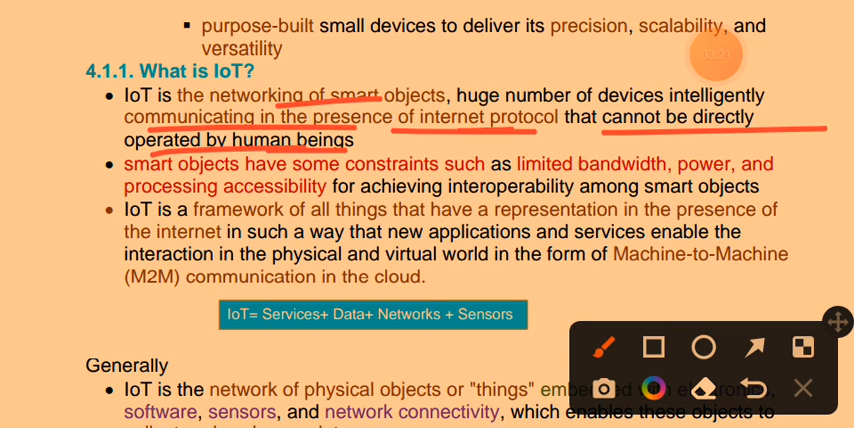 ▪ purpose-built small devices to deliver its precision, scalability, and
versatility
03:23
4.1.1. What is IoT?
• IoT is the networking of smart objects, huge number of devices intelligently
communicating in the presence of internet protocol that cannot be directly
operated by human beings
• smart objects have some constraints such as limited bandwidth, power, and
processing accessibility for achieving interoperability among smart objects
• IoT is a framework of all things that have a representation in the presence of
the internet in such a way that new applications and services enable the
interaction in the physical and virtual world in the form of Machine-to-Machine
(M2M) communication in the cloud.
IoT= Services+ Data+ Networks + Sensors
Generally
• IoT is the network of physical objects or "things" embedded with electronics,
software, sensors, and network connectivity, which enables these objects to